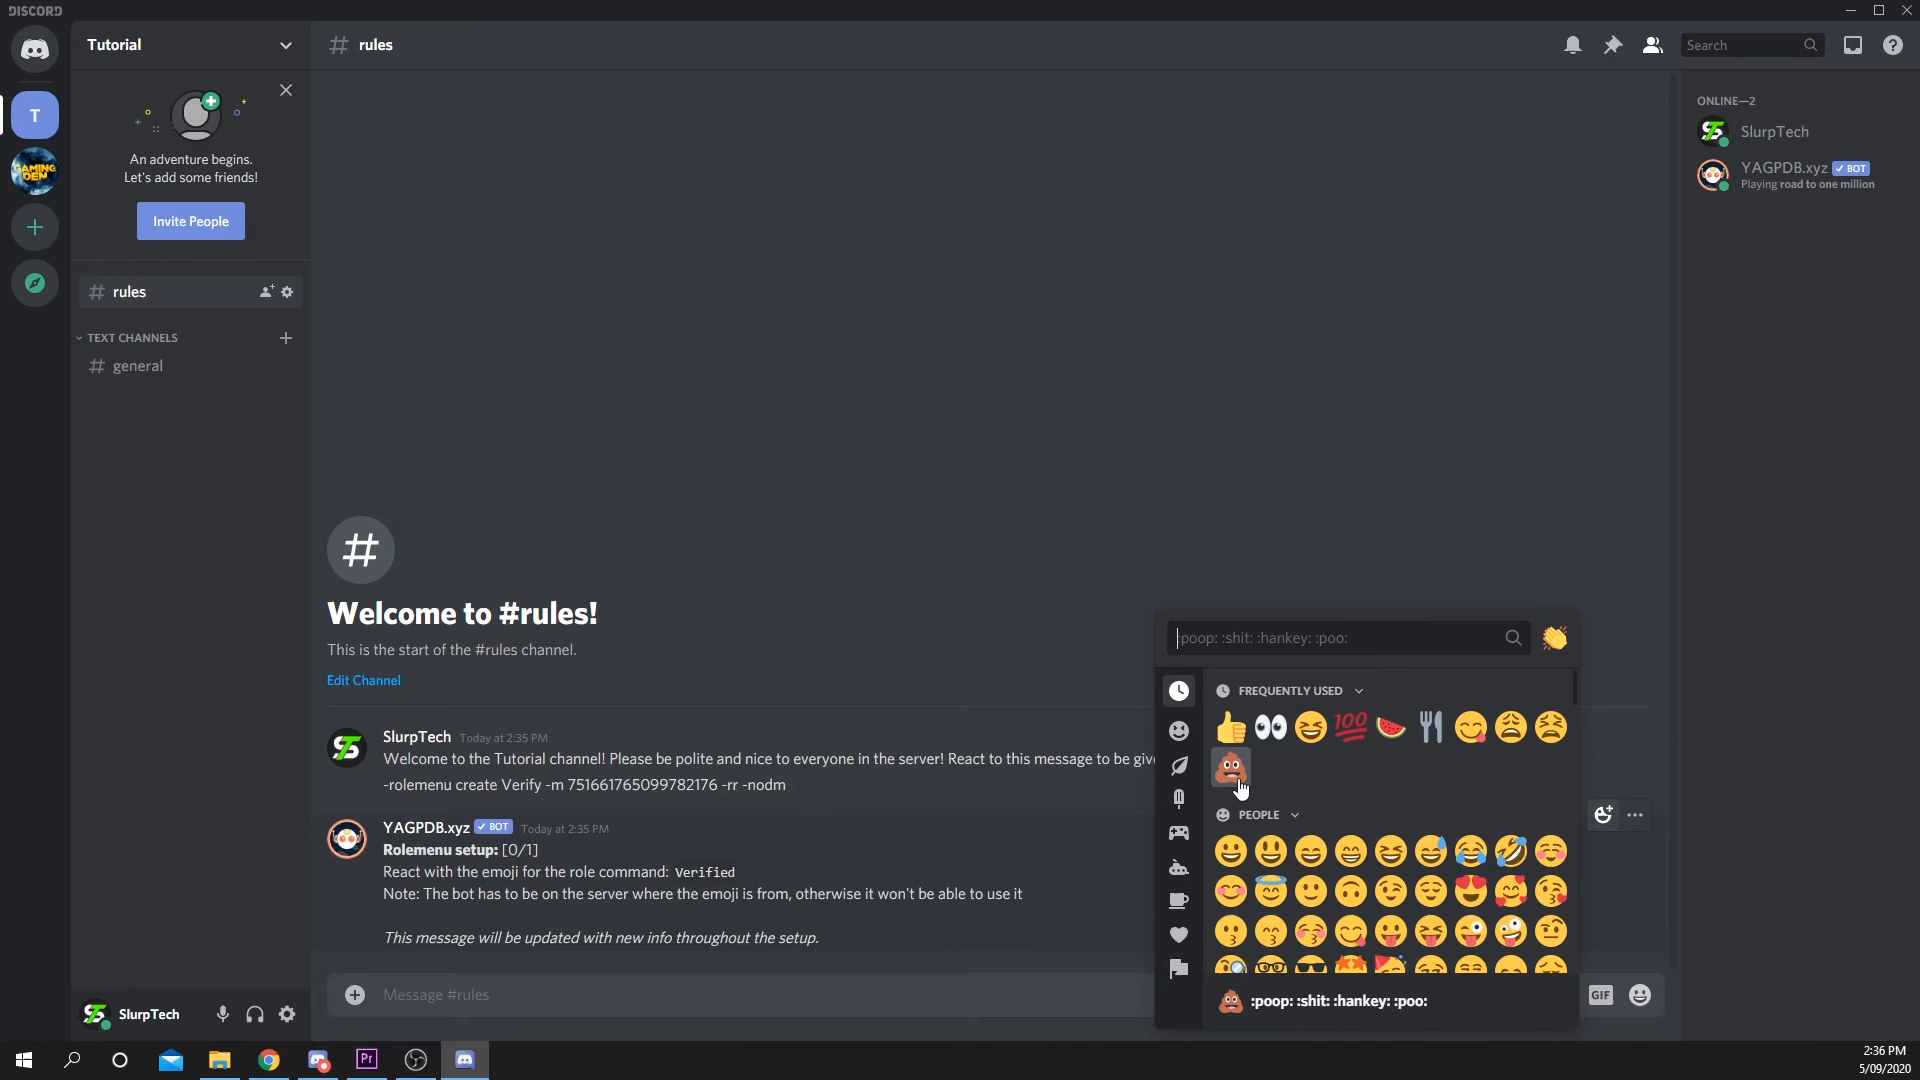 DISCORD
Tutorial
rules
Search
An adventure begins.
Let's add some friends!
Invite People
T
GAMING
DEN
rules
TEXT CHANNELS
general
ONLINE—2
SlurpTech
YAGPDB.xyz ✓ BOT
Playing road to one million
Welcome to #rules!
This is the start of the #rules channel.
Edit Channel
SlurpTech Today at 2:35 PM
Welcome to the Tutorial channel! Please be polite and nice to everyone in the server! React to this message to be giv
-rolemenu create Verify -m 751661765099782176 -rr -nodm
YAGPDB.xyz ✓ BOT Today at 2:35 PM
Rolemenu setup: [0/1]
React with the emoji for the role command: Verified
Note: The bot has to be on the server where the emoji is from, otherwise it won't be able to use it
This message will be updated with new info throughout the setup.
Message #rules
:poop: :shit: :hankey: :poo:
FREQUENTLY USED
100
PEOPLE
:poop: :shit: :hankey: :poo:
GIF
SlurpTech
Pr
2:36 PM
5/09/2020